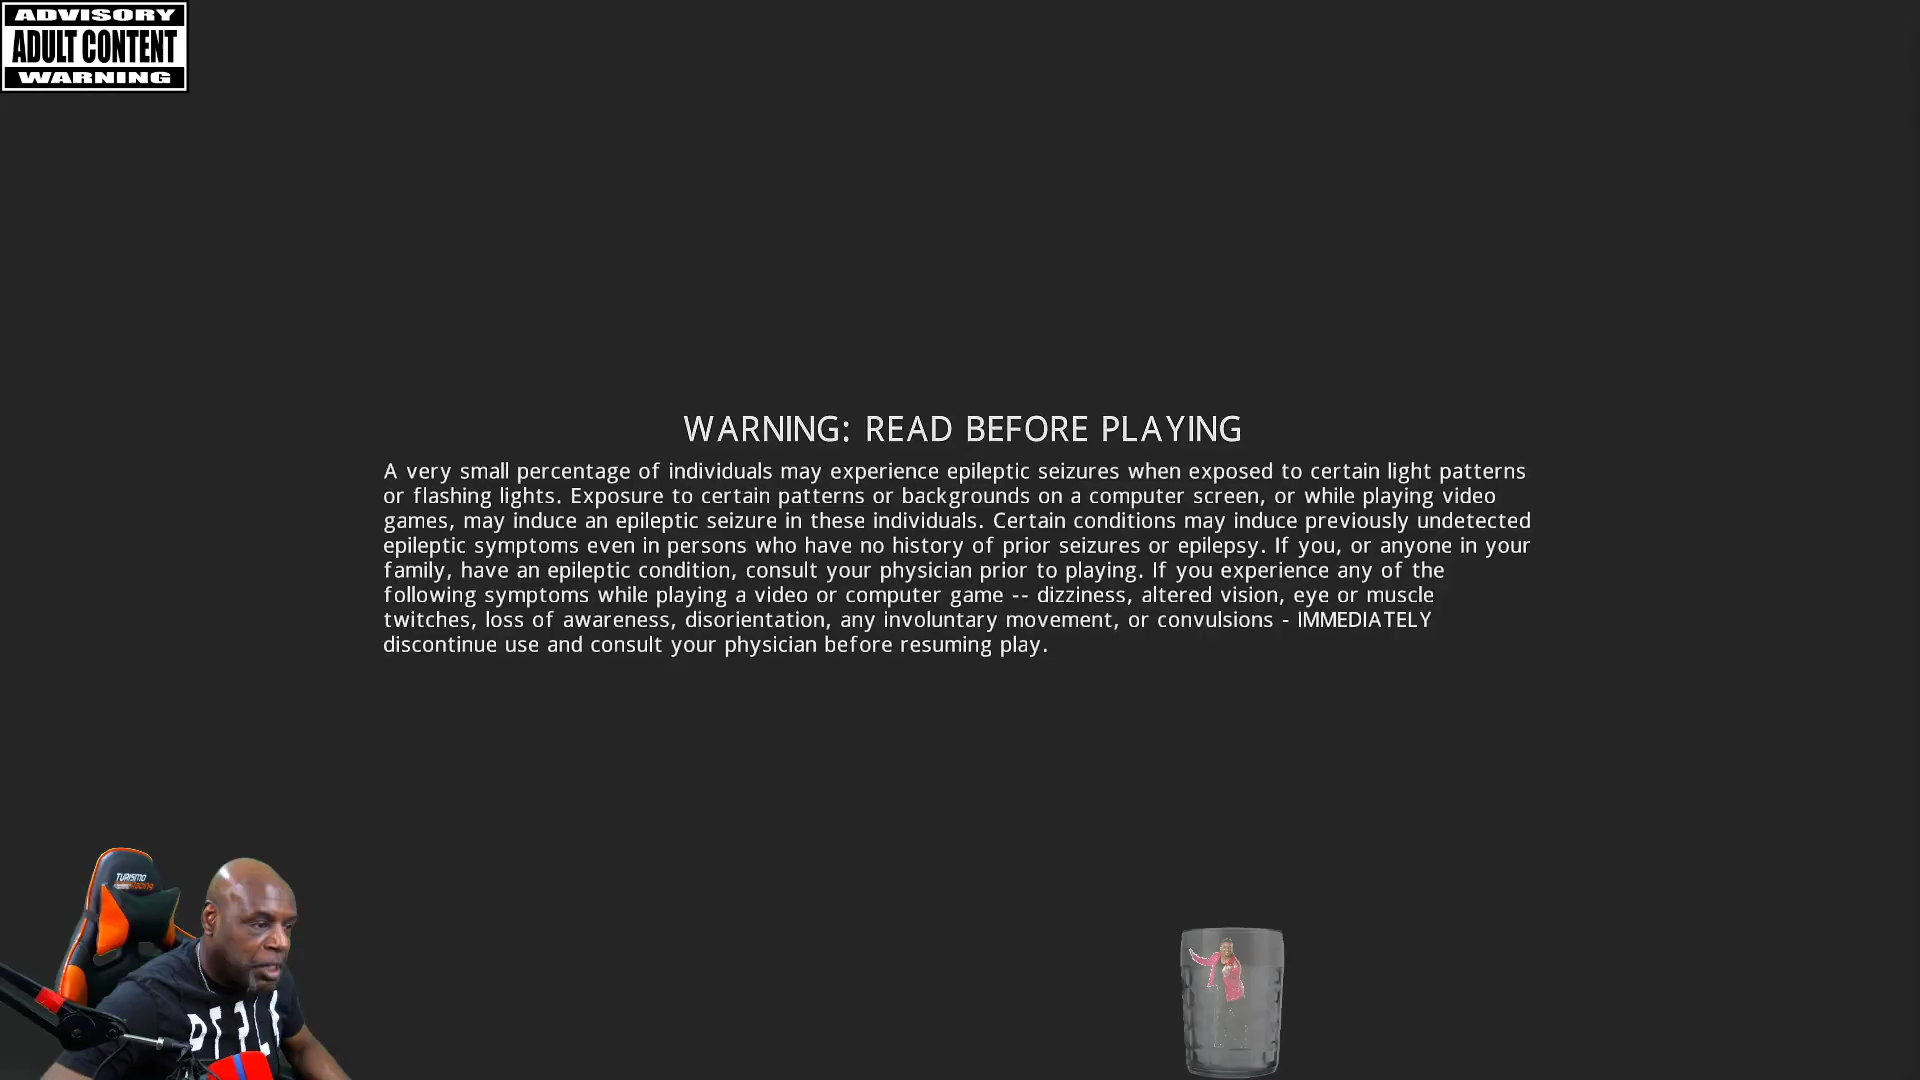 ADVISORY
ADULT CONTENT
WARNING
WARNING: READ BEFORE PLAYING
A very small percentage of individuals may experience epileptic seizures when exposed to certain light patterns
or flashing lights. Exposure to certain patterns or backgrounds on a computer screen, or while playing video
games, may induce an epileptic seizure in these individuals. Certain conditions may induce previously undetected
epileptic symptoms even in persons who have no history of prior seizures or epilepsy. If you, or anyone in your
family, have an epileptic condition, consult your physician prior to playing. If you experience any of the
following symptoms while playing a video or computer game -- dizziness, altered vision, eye or muscle
twitches, loss of awareness, disorientation, any involuntary movement, or convulsions - IMMEDIATELY
discontinue use and consult your physician before resuming play.
TURISMO
RACING